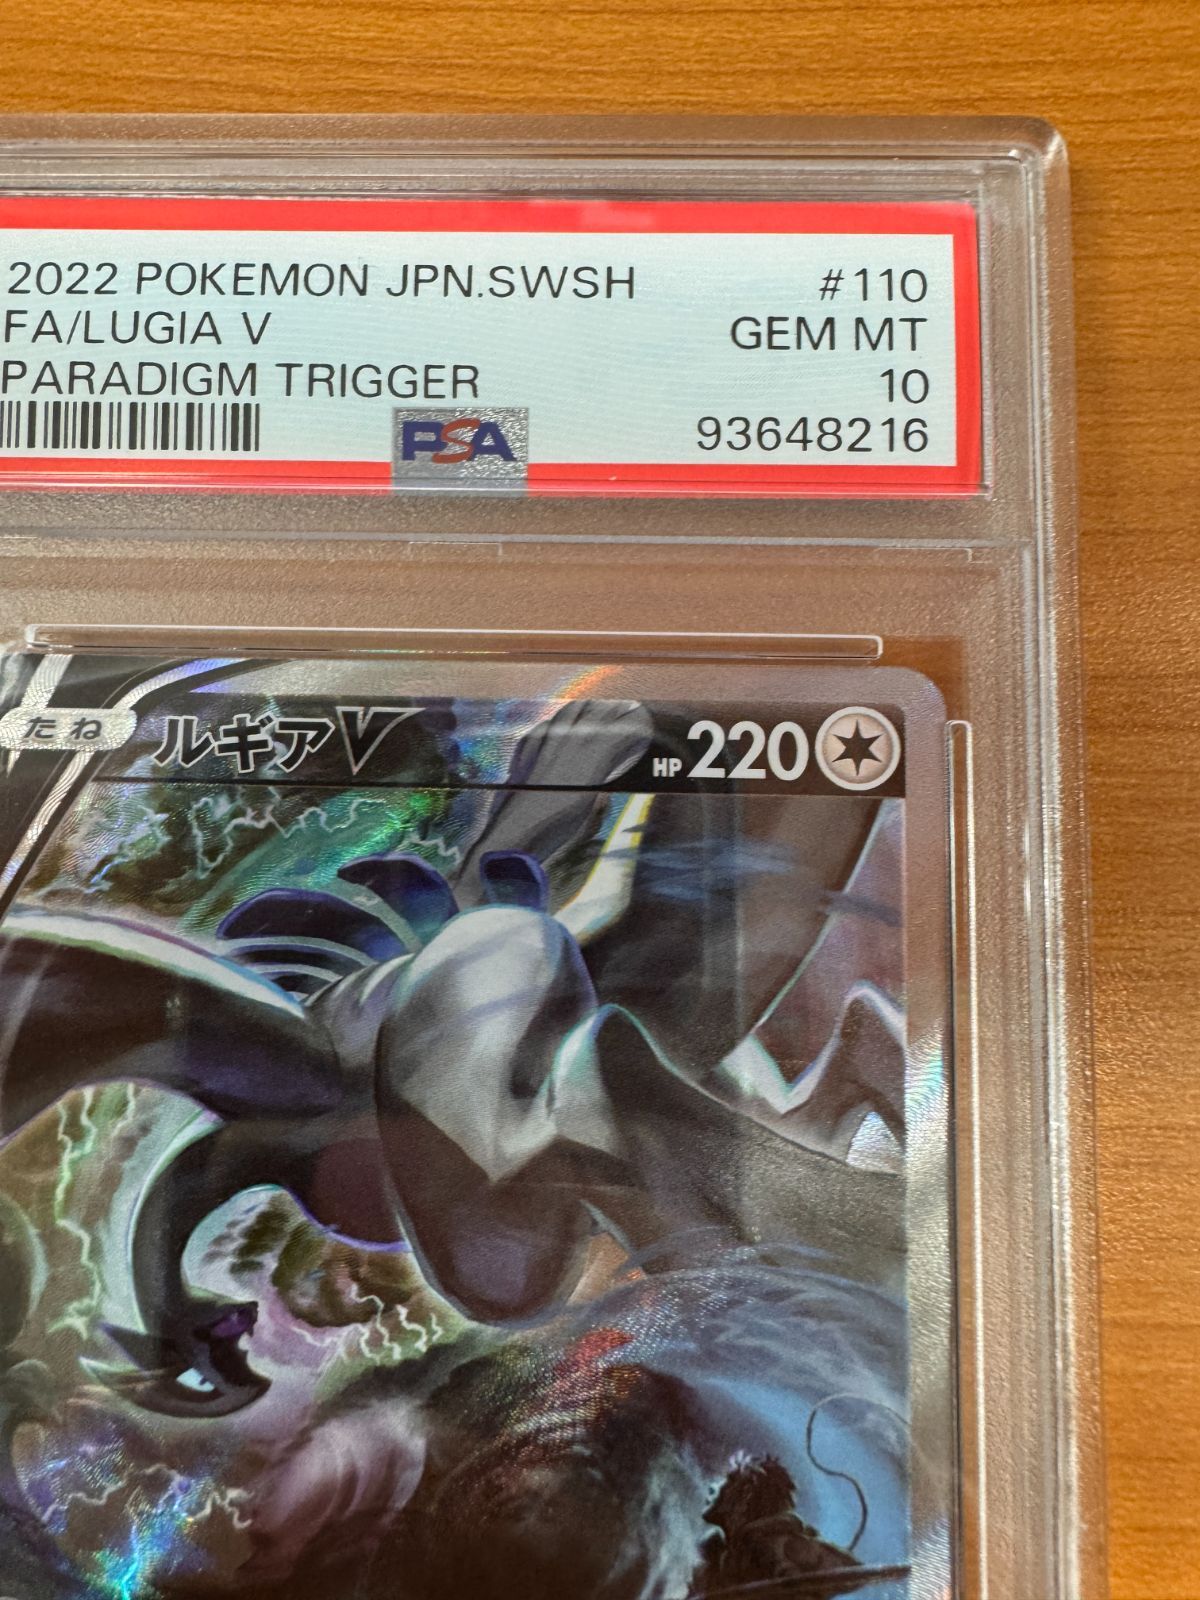 2022 POKEMON JPN.SWSH #110
FA/LUGIA V GEM MT
PARADIGM TRIGGER 10
PSA 93648216
たね ルギアV HP 220